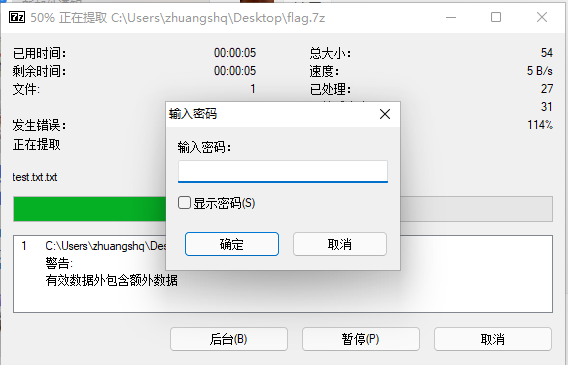 50% 正在提取 C:\Users\zhuangshq\Desktop\flag.7z
已用时间: 00:00:05 总大小: 54
剩余时间: 00:00:05 速度: 5 B/s
文件: 1 已处理: 27
31
发生错误: 114%
正在提取
test.txt.txt
输入密码
输入密码:
显示密码(S)
确定 取消
1 C:\Users\zhuangshq\Des
警告:
有效数据外包含额外数据
后台(B) 暂停(P) 取消